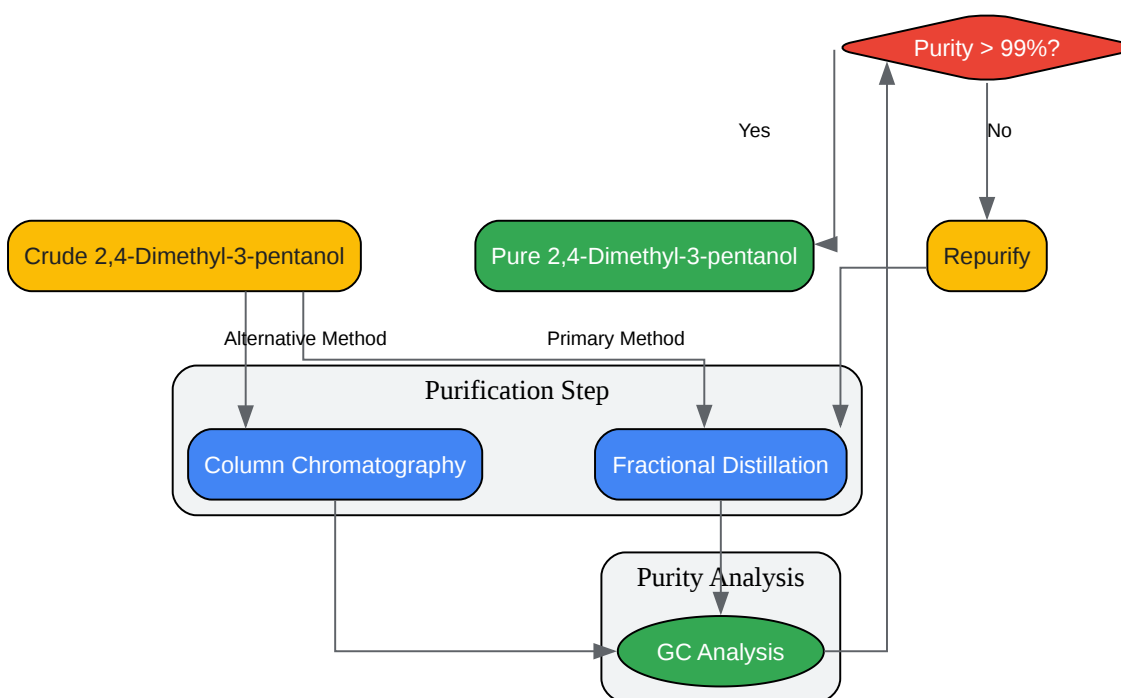 Purity > 99%?
Yes
No
Crude 2,4-Dimethyl-3-pentanol
Pure 2,4-Dimethyl-3-pentanol
Repurify
Alternative Method
Primary Method
Purification Step
Column Chromatography
Fractional Distillation
Purity Analysis
GC Analysis